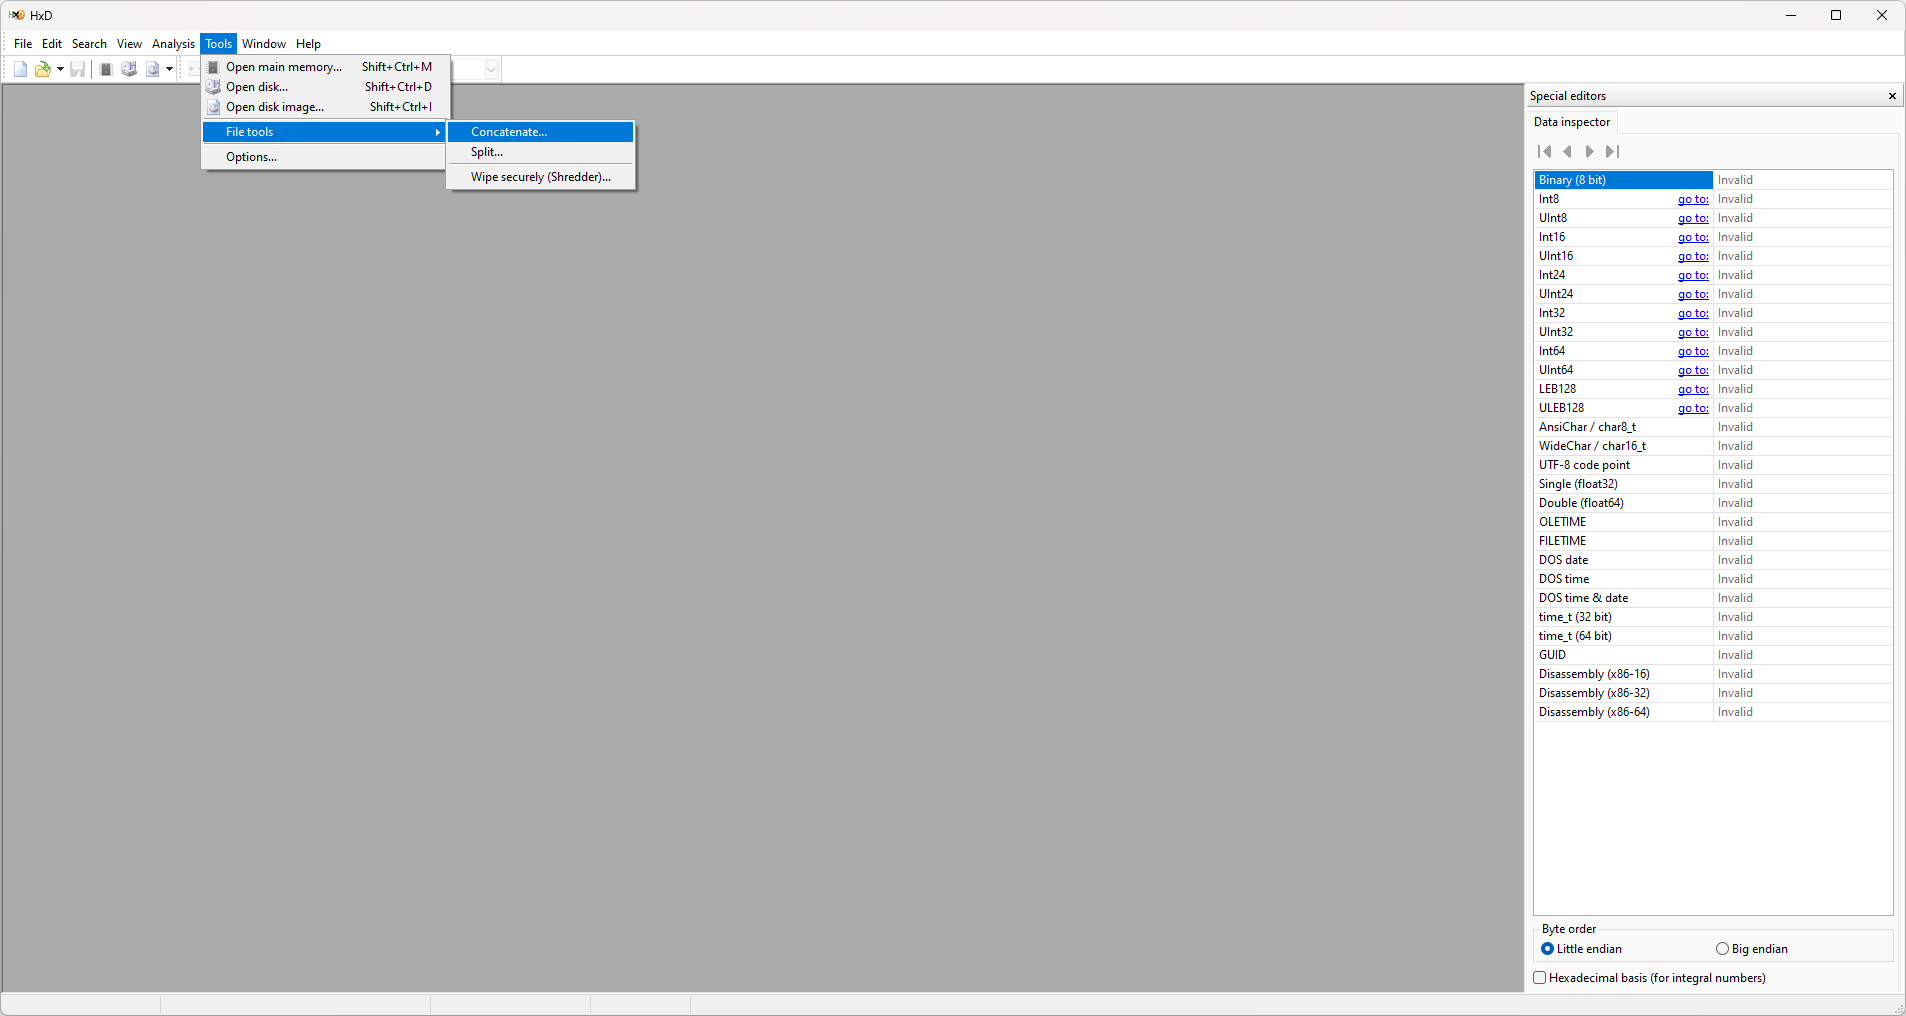 HxD
File Edit Search View Analysis Tools Window Help
Open main memory... Shift+Ctrl+M
Open disk... Shift+Ctrl+D
Open disk image... Shift+Ctrl+I
File tools
Options...
Concatenate...
Split...
Wipe securely (Shredder)...
Special editors
Data inspector
Binary (8 bit) Invalid
Int8 go to: Invalid
UInt8 go to: Invalid
Int16 go to: Invalid
UInt16 go to: Invalid
Int24 go to: Invalid
UInt24 go to: Invalid
Int32 go to: Invalid
UInt32 go to: Invalid
Int64 go to: Invalid
UInt64 go to: Invalid
LEB128 go to: Invalid
ULEB128 go to: Invalid
AnsiChar / char8_t Invalid
WideChar / char16_t Invalid
UTF-8 code point Invalid
Single (float32) Invalid
Double (float64) Invalid
OLETIME Invalid
FILETIME Invalid
DOS date Invalid
DOS time Invalid
DOS time & date Invalid
time_t (32 bit) Invalid
time_t (64 bit) Invalid
GUID Invalid
Disassembly (x86-16) Invalid
Disassembly (x86-32) Invalid
Disassembly (x86-64) Invalid
Byte order
Little endian Big endian
Hexadecimal basis (for integral numbers)